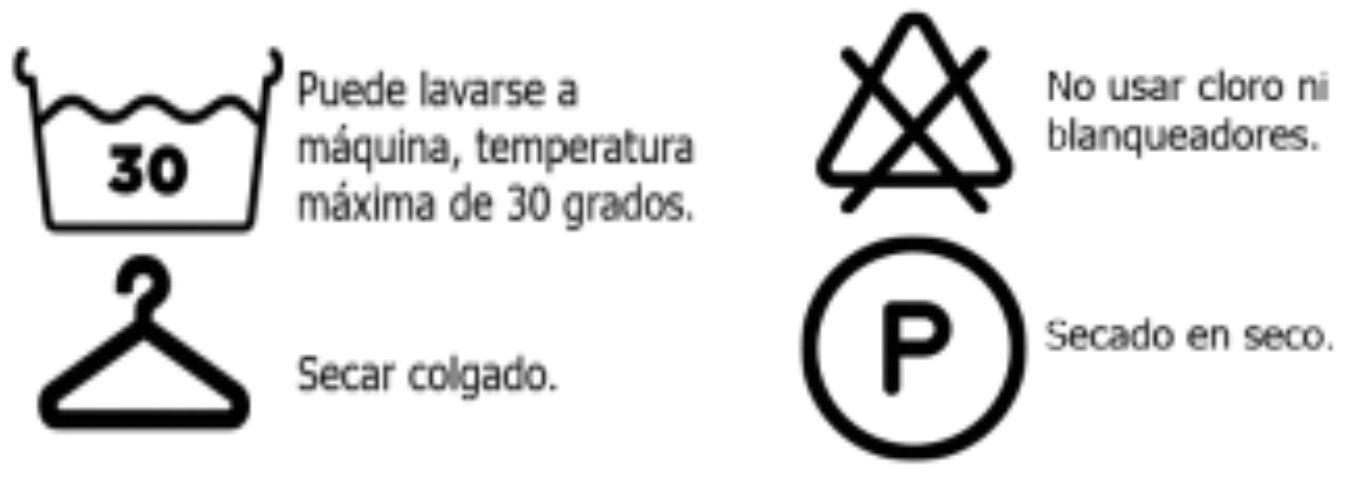 30
Puede lavarse a
máquina, temperatura
máxima de 30 grados.
No usar cloro ni
blanqueadores.
Secar colgado.
P
Secado en seco.